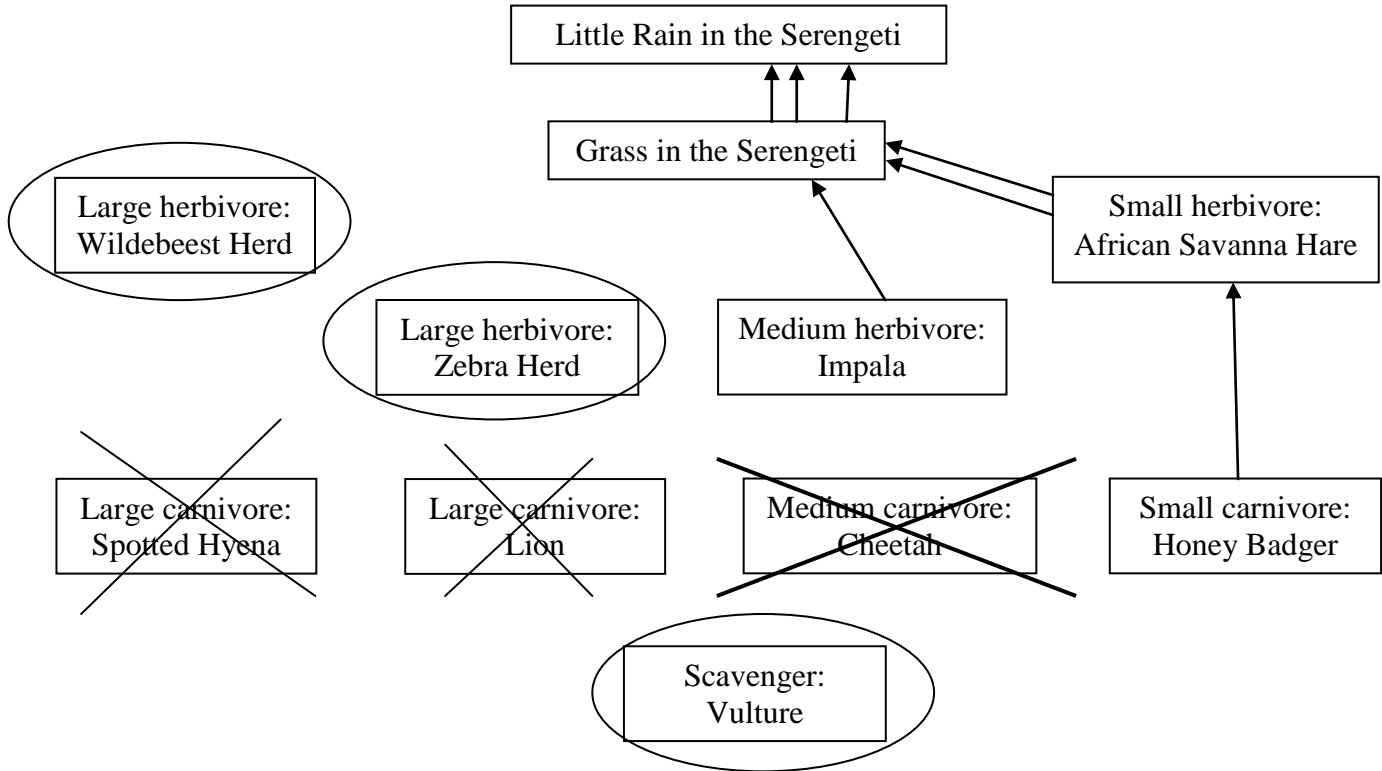 Little Rain in the Serengeti
Grass in the Serengeti
Large herbivore:
Wildebeest Herd
Small herbivore:
African Savanna Hare
Large herbivore:
Zebra Herd
Medium herbivore:
Impala
Large carnivore:
Spotted Hyena
Large carnivore:
Lion
Medium carnivore:
Cheetah
Small carnivore:
Honey Badger
Scavenger:
Vulture